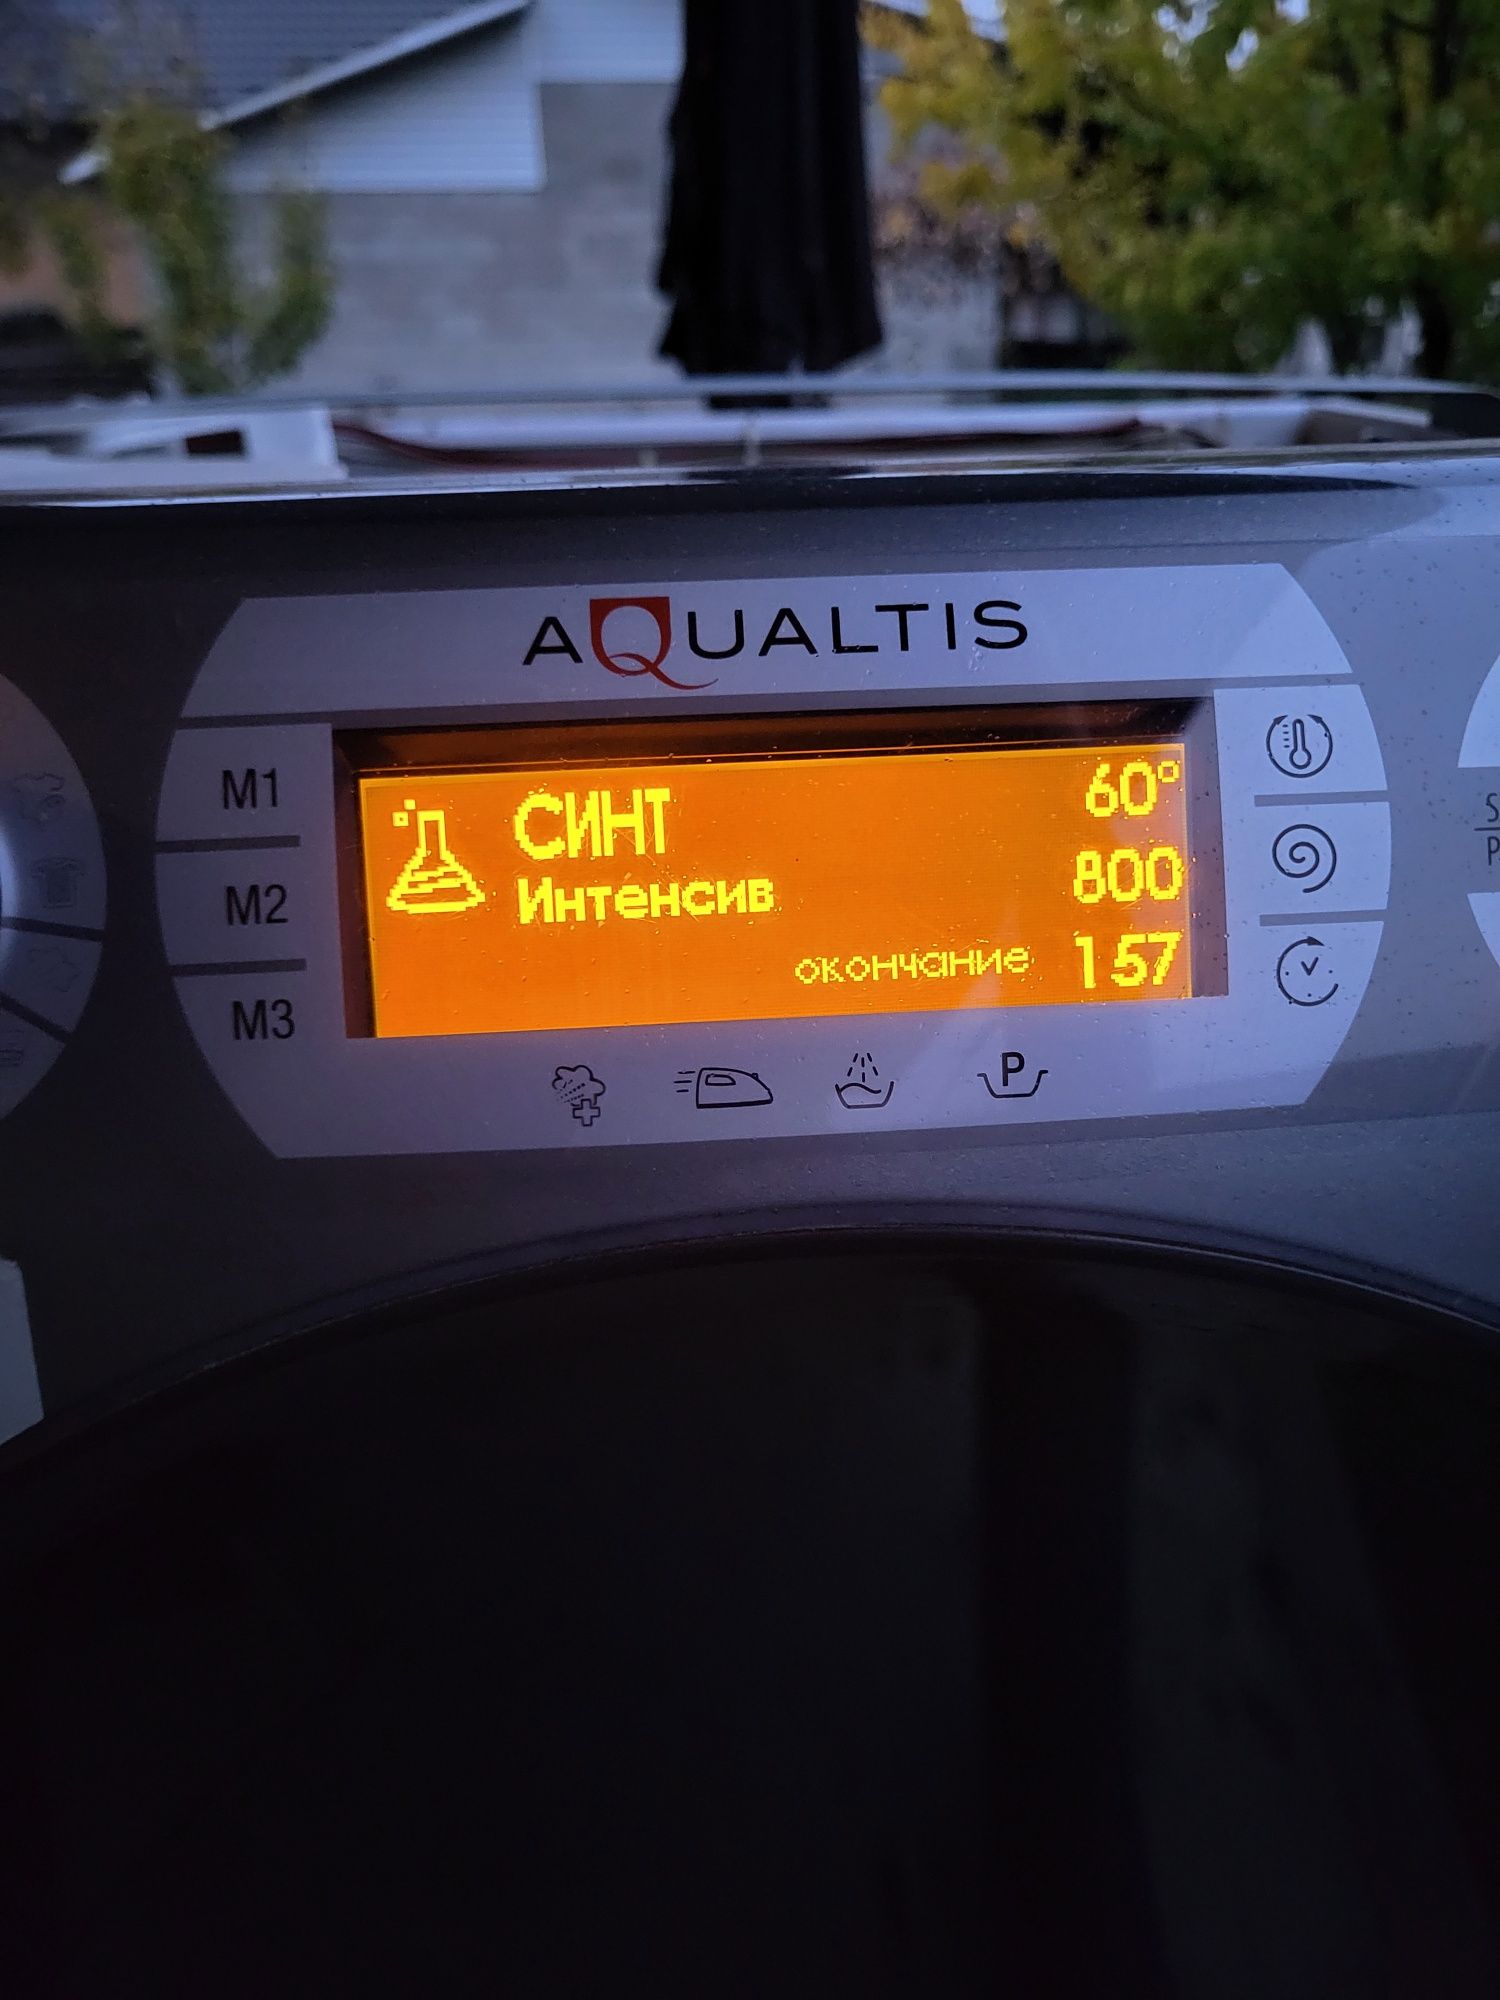 AQUALTIS
M1
M2
M3
СИНТ 60°
Интенсив 800
окончание 157
P
S
P